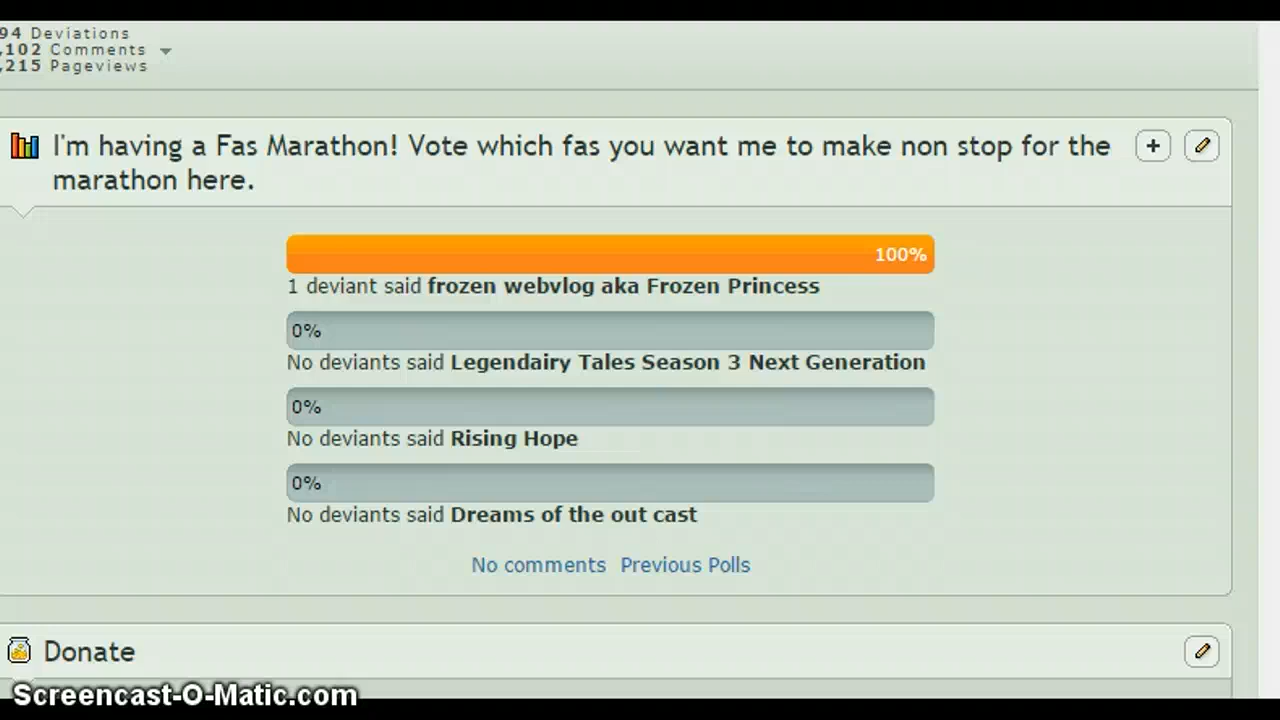 94 Deviations
,102 Comments
,215 Pageviews
I'm having a Fas Marathon! Vote which fas you want me to make non stop for the
marathon here.
100%
1 deviant said frozen webvlog aka Frozen Princess
0%
No deviants said Legendairy Tales Season 3 Next Generation
0%
No deviants said Rising Hope
0%
No deviants said Dreams of the out cast
No comments Previous Polls
Donate
Screencast-O-Matic.com